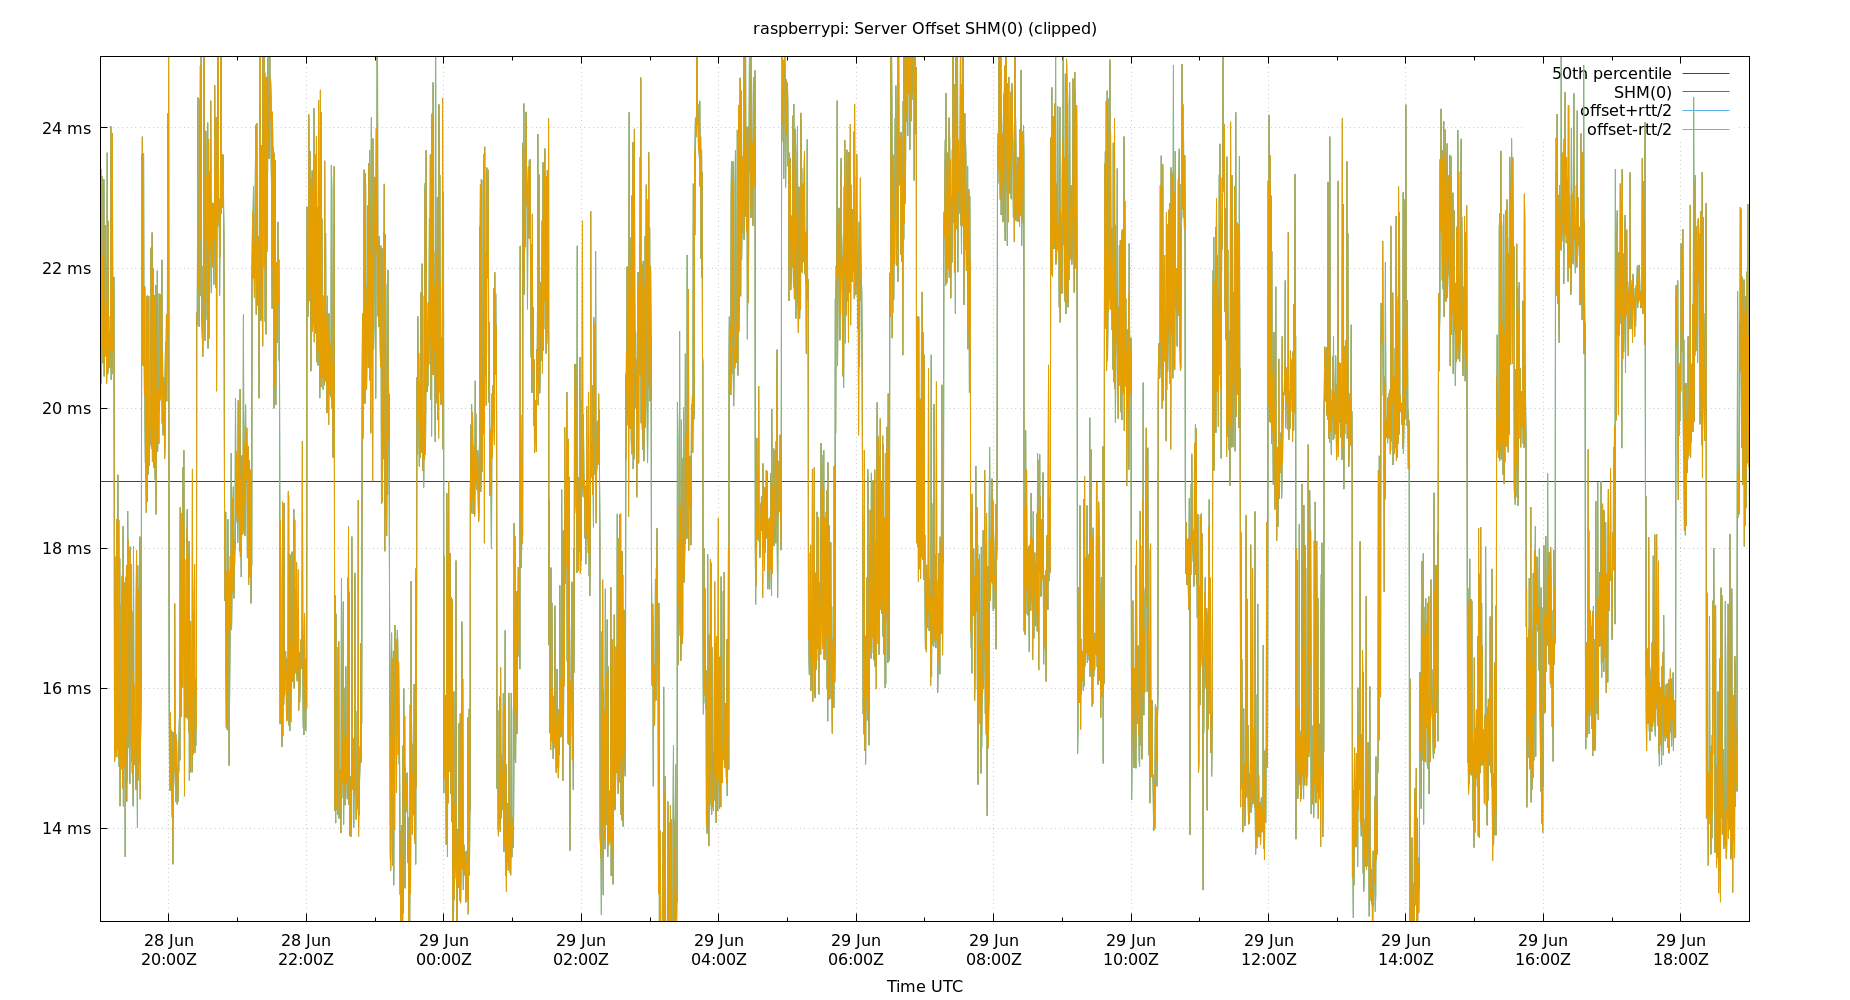 raspberrypi: Server Offset SHM(0) (clipped)
50th percentile
SHM(0)
offset+rtt/2
offset-rtt/2
24 ms
22 ms
20 ms
18 ms
16 ms
14 ms
28 Jun 28 Jun 29 Jun 29 Jun 29 Jun 29 Jun 29 Jun 29 Jun 29 Jun 29 Jun 29 Jun 29 Jun
20:00Z 22:00Z 00:00Z 02:00Z 04:00Z 06:00Z 08:00Z 10:00Z 12:00Z 14:00Z 16:00Z 18:00Z
Time UTC